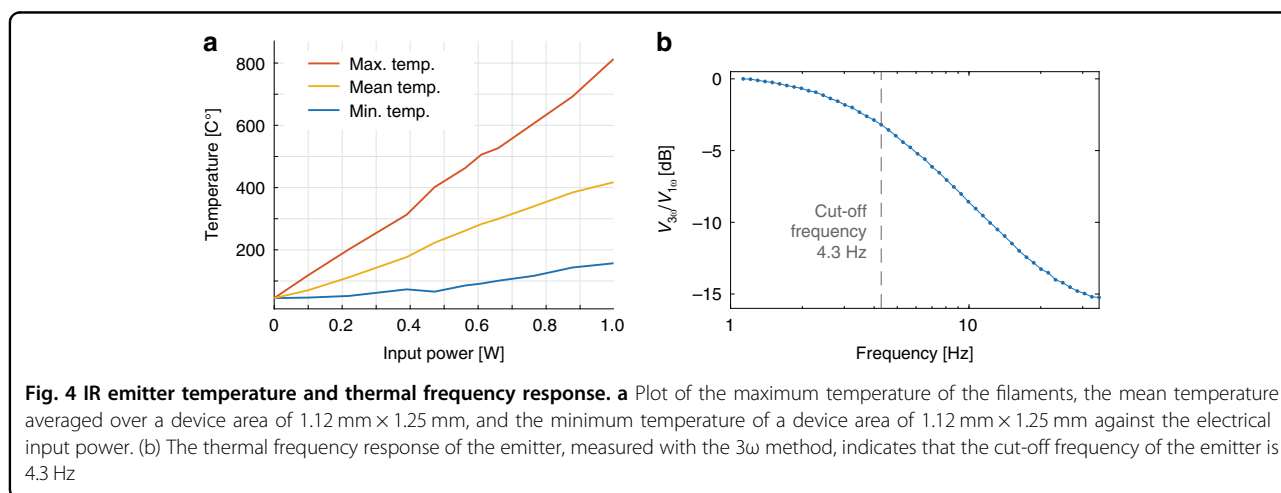 a
800
600
400
200
Temperature [C°]
Max. temp.
Mean temp.
Min. temp.
0
0.2
0.4
0.6
0.8
1.0
Input power [W]
b
0
−5
−10
−15
V3ω/V1ω [dB]
Cut-off
frequency
4.3 Hz
1
10
Frequency [Hz]
Fig. 4 IR emitter temperature and thermal frequency response. a Plot of the maximum temperature of the filaments, the mean temperature
averaged over a device area of 1.12 mm × 1.25 mm, and the minimum temperature of a device area of 1.12 mm × 1.25 mm against the electrical
input power. (b) The thermal frequency response of the emitter, measured with the 3ω method, indicates that the cut-off frequency of the emitter is
4.3 Hz